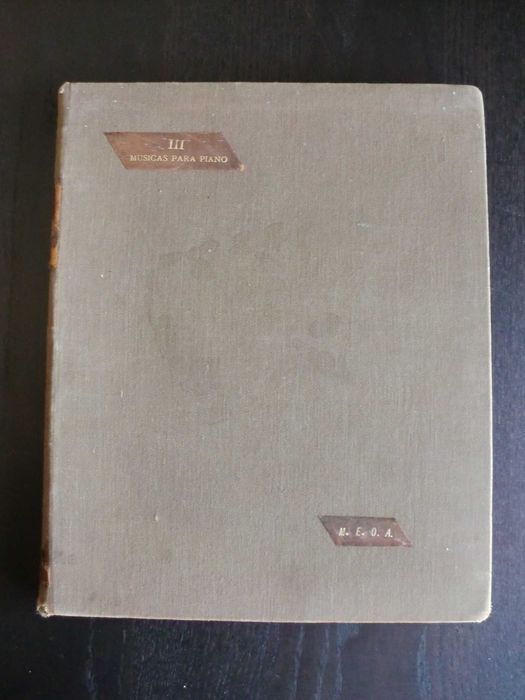 III
MUSICAS PARA PIANO
M. E. O. A.